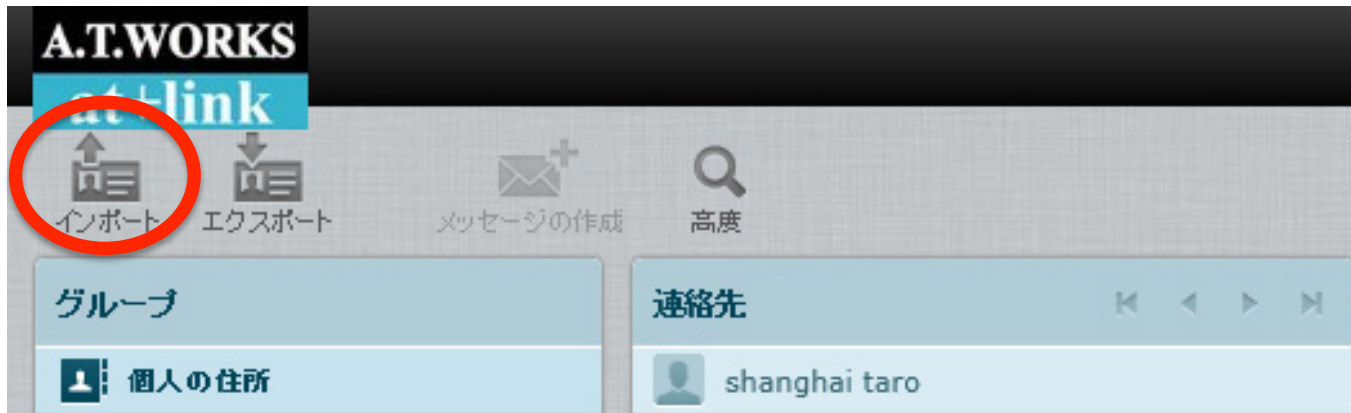 A.T.WORKS
at+link
インポート エクスポート メッセージの作成 高度
グループ 連絡先
個人の住所 shanghai taro